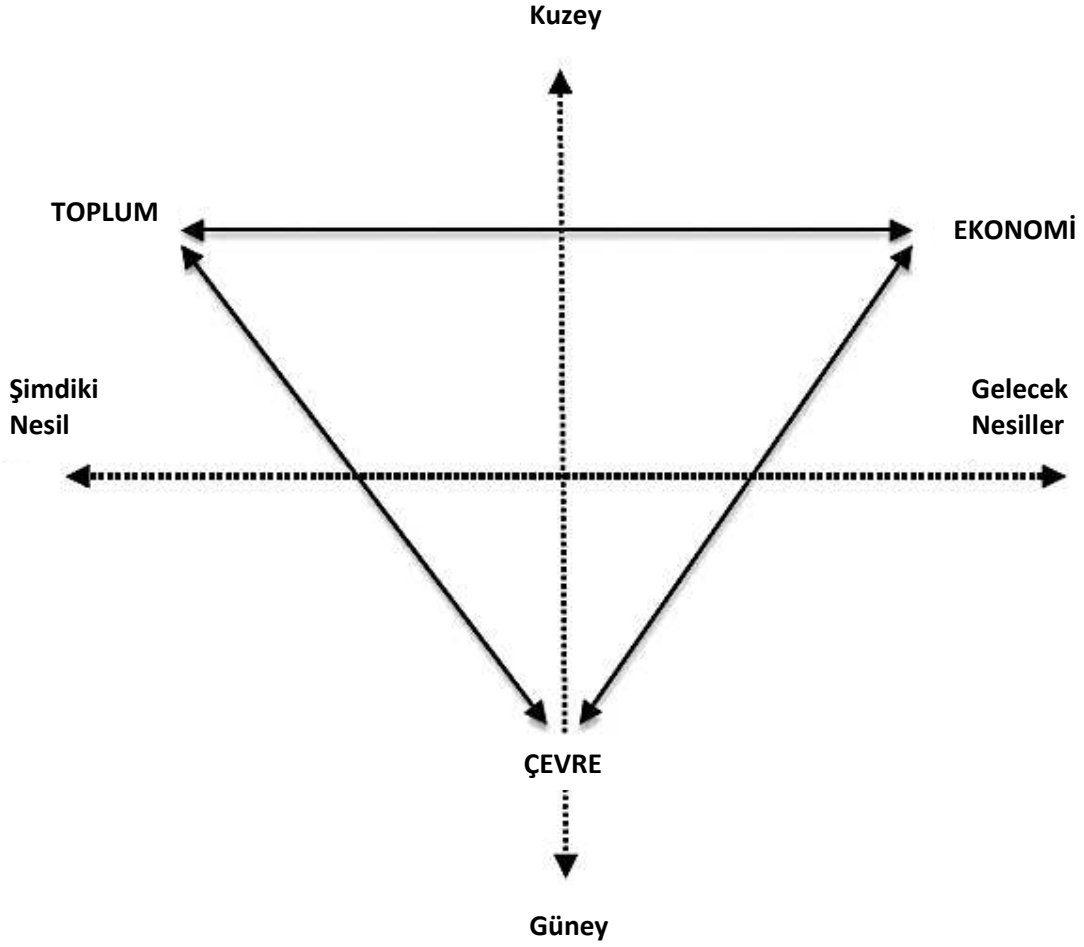 Kuzey
TOPLUM
EKONOMİ
Şimdiki
Nesil
Gelecek
Nesiller
ÇEVRE
Güney